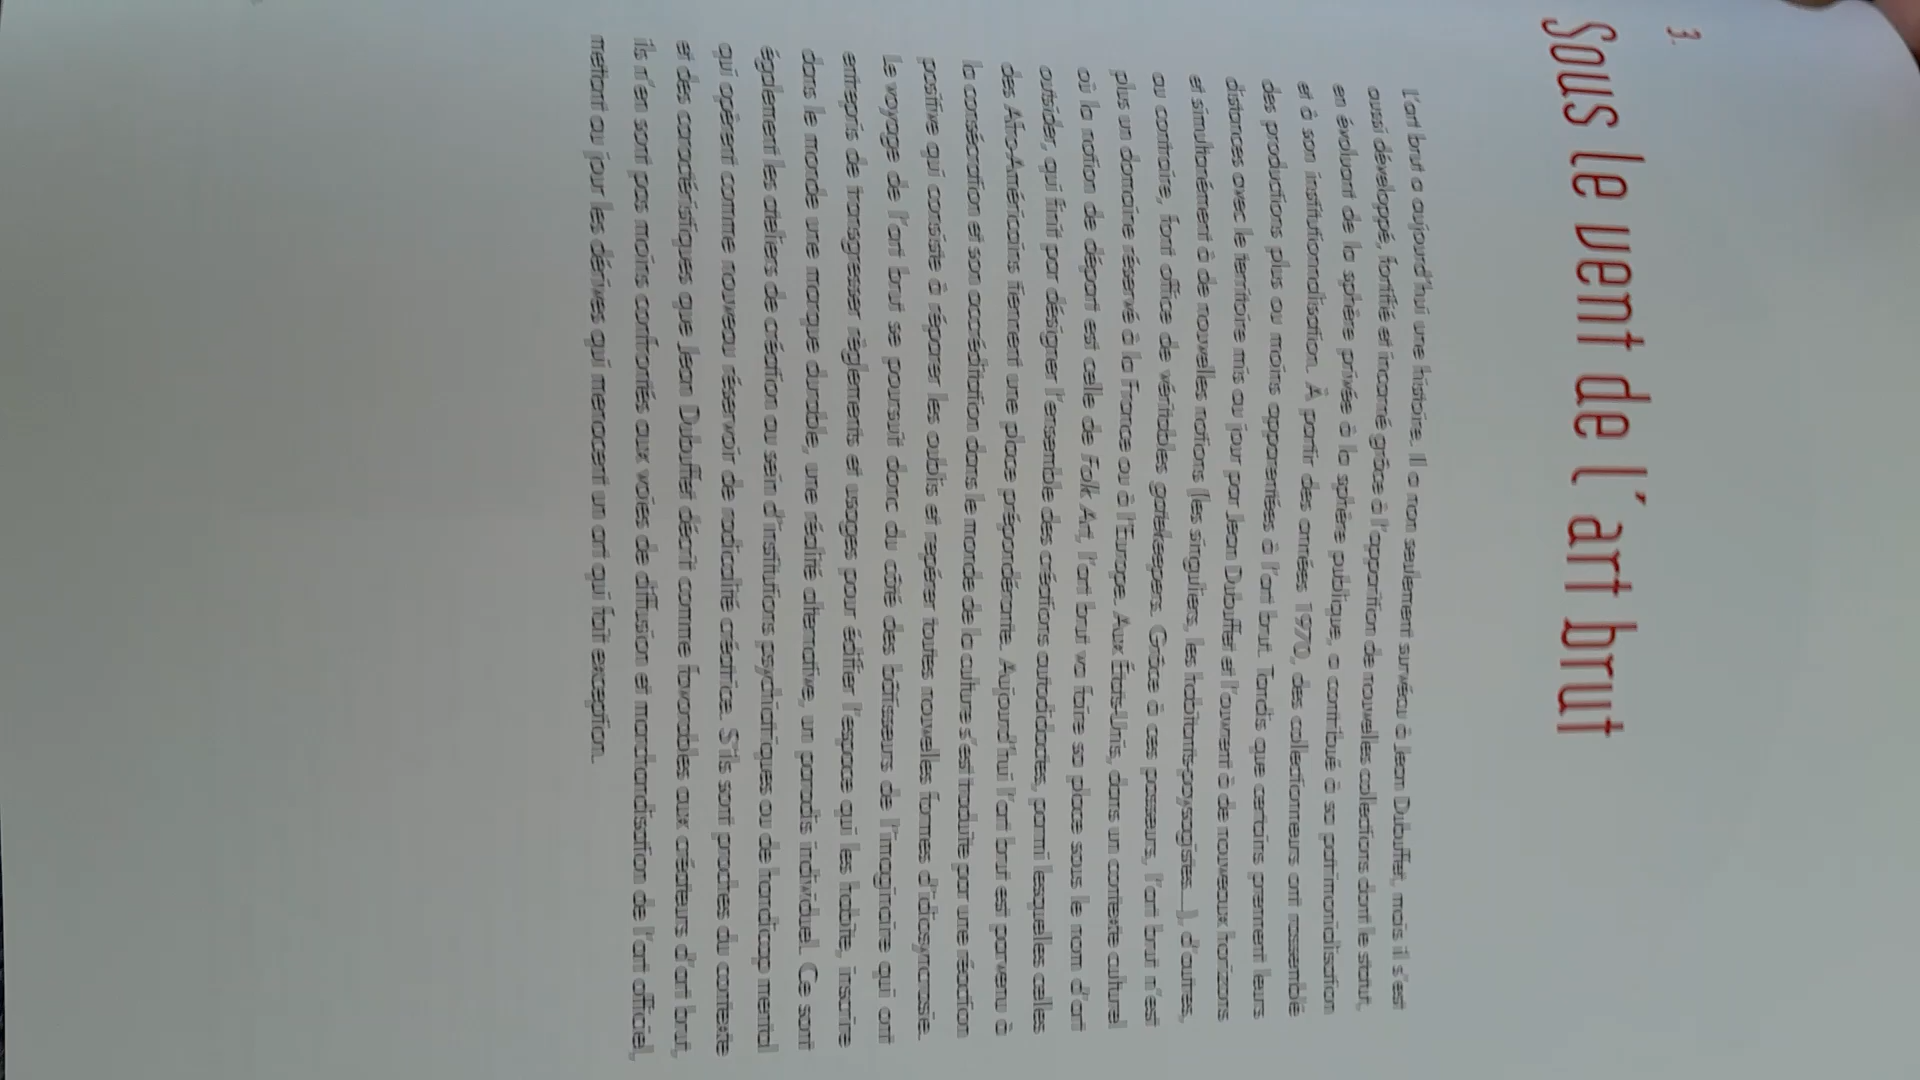 3.
Sous le vent de l'art brut
L'art brut a aujourd'hui une histoire. Il a non seulement survécu à Jean Dubuffet, mais il s'est
aussi développé, fortifié et incarné grâce à l'apparition de nouvelles collections dont le statut,
en évoluant de la sphère privée à la sphère publique, a contribué à sa patrimonialisation
et à son institutionnalisation. À partir des années 1970, des collectionneurs ont rassemblé
des productions plus ou moins apparentées à l'art brut. Tandis que certains prennent leurs
distances avec le territoire mis au jour par Jean Dubuffet et l'ouvrent à de nouveaux horizons
et simultanément à de nouvelles notions (les singuliers, les habitants-paysagistes...), d'autres,
au contraire, font office de véritables gatekeepers. Grâce à ces passeurs, l'art brut n'est
plus un domaine réservé à la France ou à l'Europe. Aux États-Unis, dans un contexte culturel
où la notion de départ est celle de Folk Art, l'art brut va faire sa place sous le nom d'art
outsider, qui finit par désigner l'ensemble des créations autodidactes, parmi lesquelles celles
des Afro-Américains tiennent une place prépondérante. Aujourd'hui l'art brut est parvenu à
la consécration et son accréditation dans le monde de la culture s'est traduite par une réaction
positive qui consiste à réparer les oublis et repérer toutes nouvelles formes d'idiosyncrasie.
Le voyage de l'art brut se poursuit donc du côté des bâtisseurs de l'imaginaire qui ont
entrepris de transgresser règlements et usages pour édifier l'espace qui les habite, inscrire
dans le monde une marque durable, une réalité alternative, un paradis individuel. Ce sont
également les ateliers de création au sein d'institutions psychiatriques ou de handicap mental
qui opèrent comme nouveau réservoir de radicalité créatrice. S'ils sont proches du contexte
et des caractéristiques que Jean Dubuffet décrit comme favorables aux créateurs d'art brut,
ils n'en sont pas moins confrontés aux voies de diffusion et marchandisation de l'art officiel,
mettant au jour les dérives qui menacent un art qui fait exception.